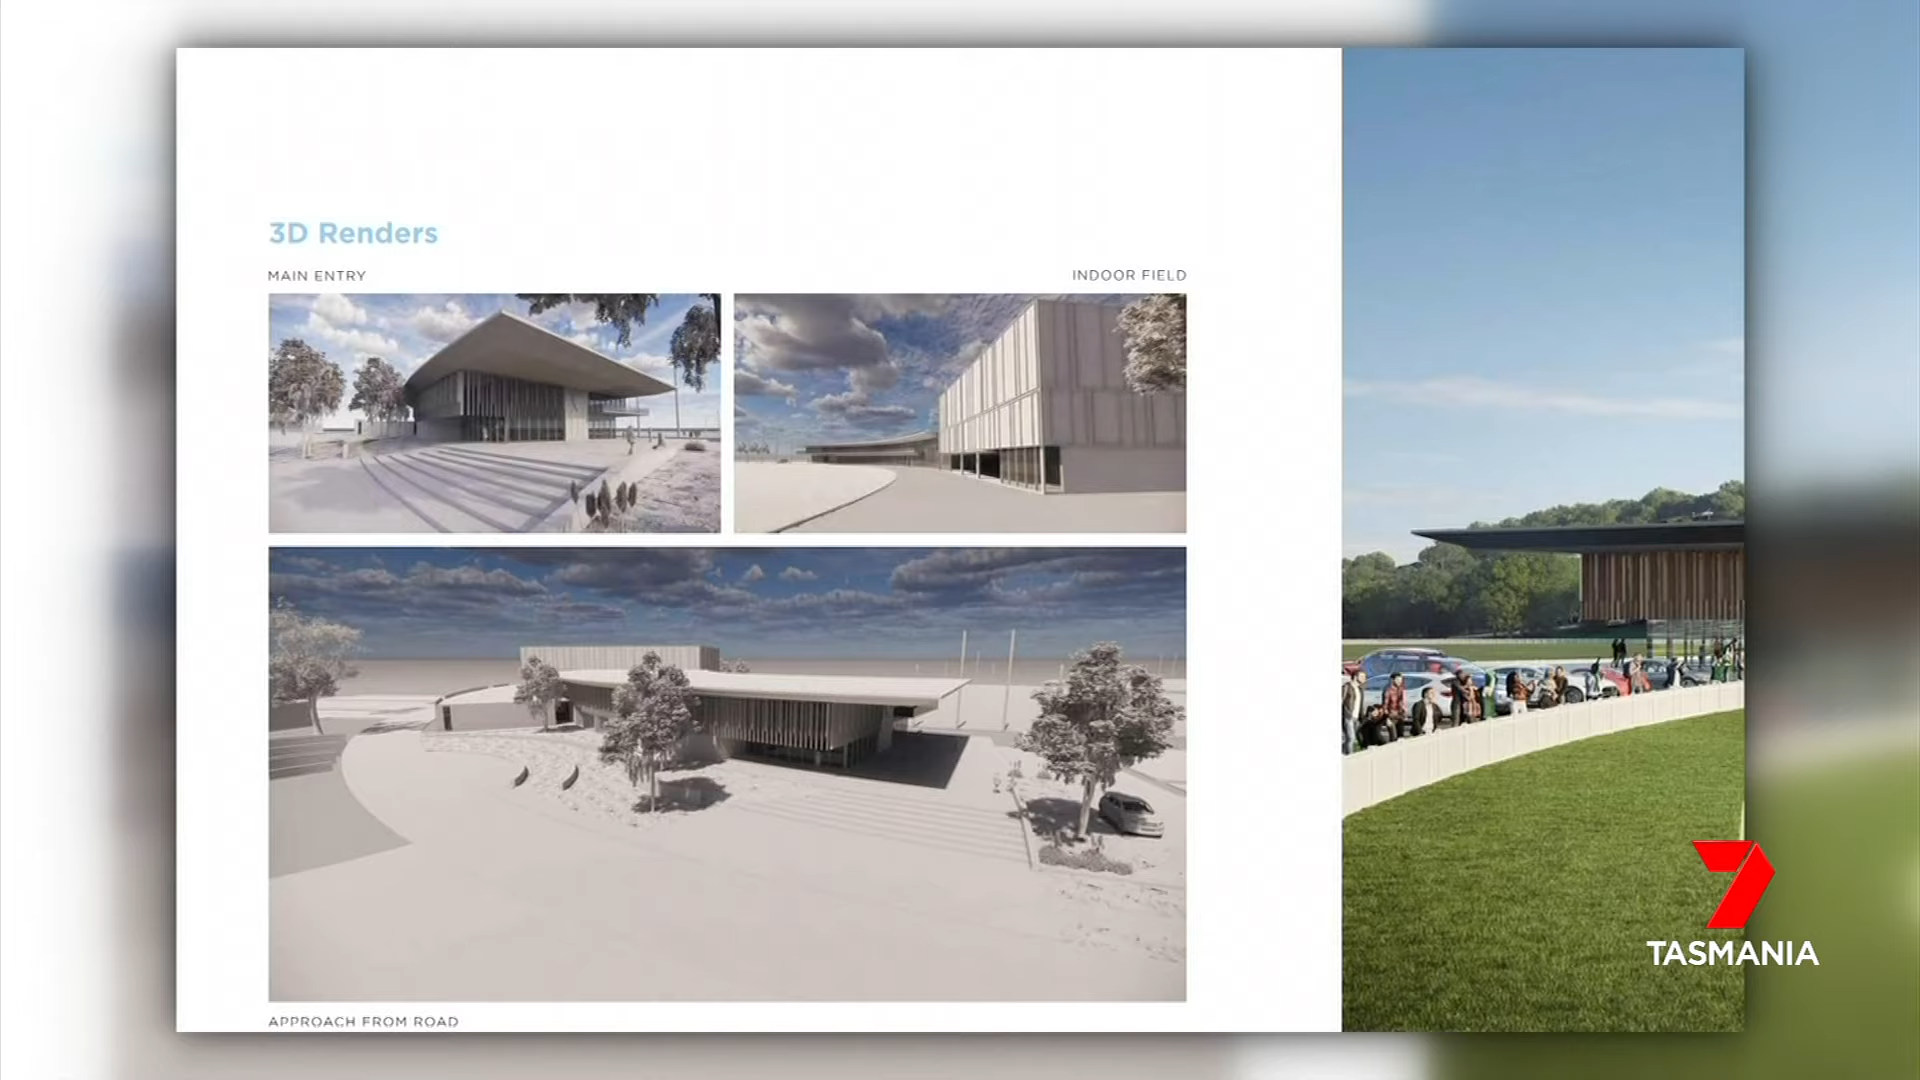 3D Renders
MAIN ENTRY
INDOOR FIELD
APPROACH FROM ROAD
7
TASMANIA